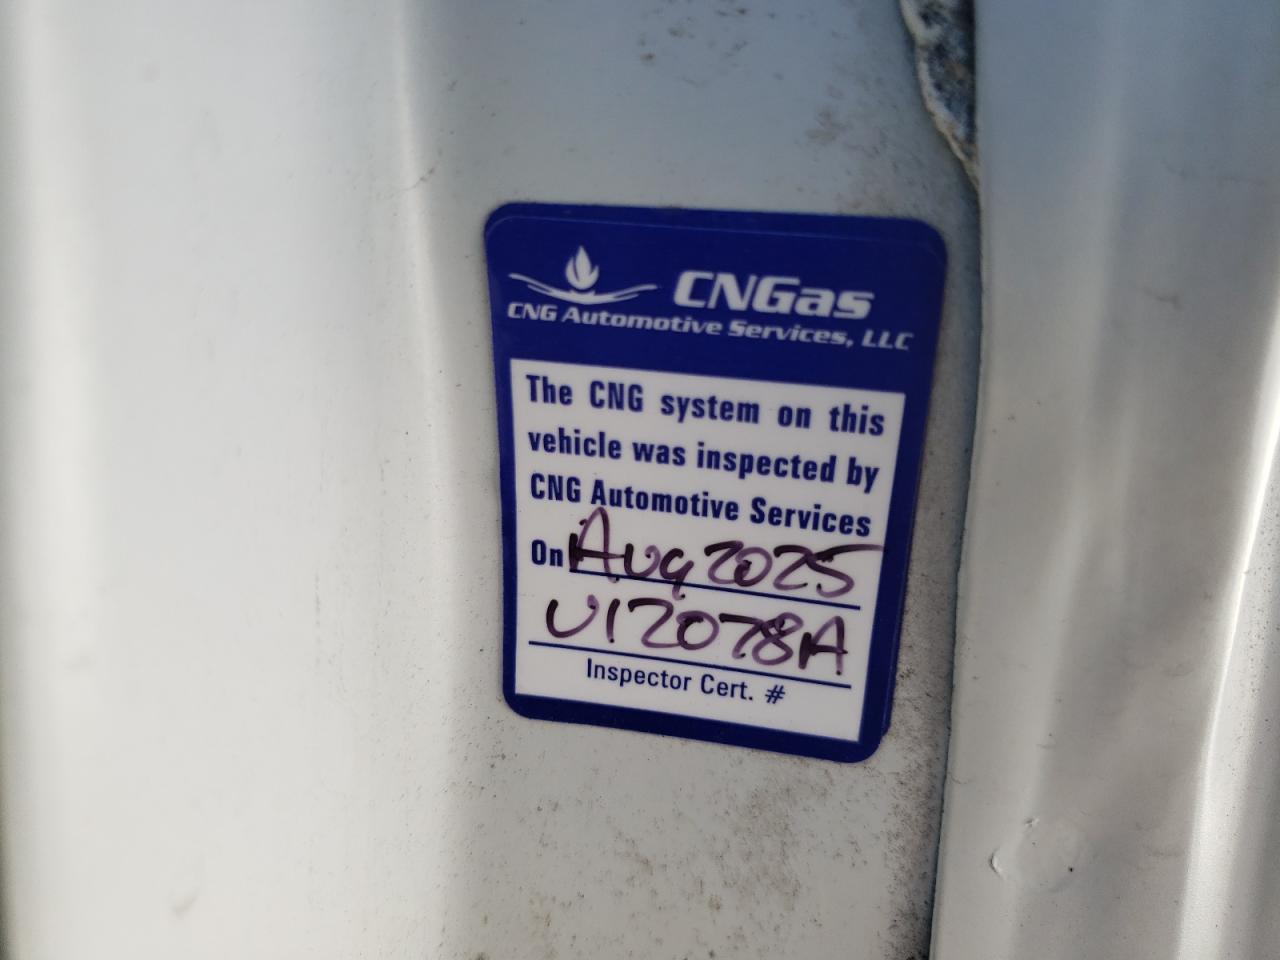 CNGas
CNG Automotive Services, LLC
The CNG system on this
vehicle was inspected by
CNG Automotive Services
On Aug 2025
U12078A
Inspector Cert. #